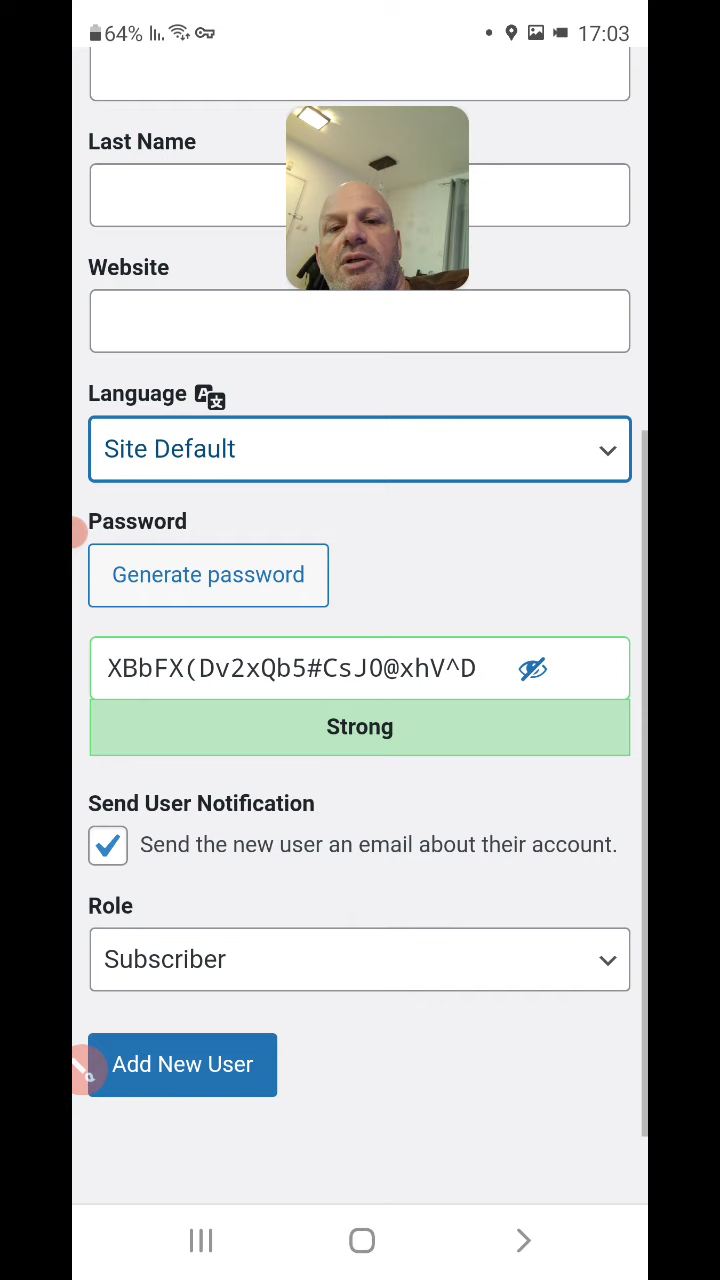 64% 17:03
Last Name
Website
Language
Site Default
Password
Generate password
XBbFX(Dv2xQb5#CsJ0@xhV^D
Strong
Send User Notification
Send the new user an email about their account.
Role
Subscriber
Add New User